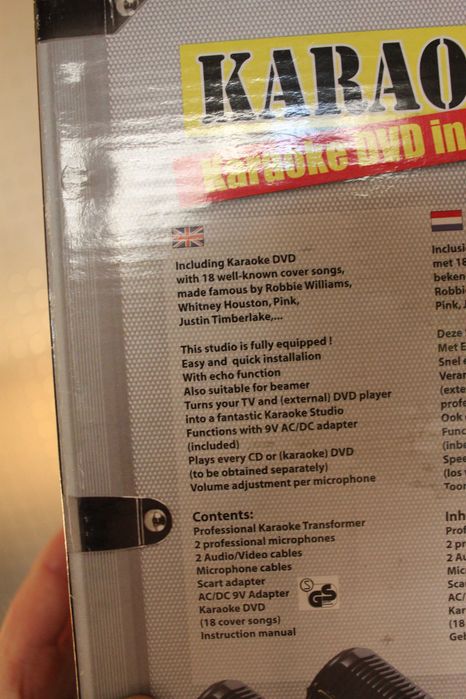 KARAO
Karaoke DVD in
Including Karaoke DVD
with 18 well-known cover songs,
made famous by Robbie Williams,
Whitney Houston, Pink,
Justin Timberlake,...
This studio is fully equipped !
Easy and quick installalion
With echo function
Also suitable for beamer
Turns your TV and (external) DVD player
into a fantastic Karaoke Studio
Functions with 9V AC/DC adapter
(included)
Plays every CD or (karaoke) DVD
(to be obtained separately)
Volume adjustment per microphone
Contents:
Professional Karaoke Transformer
2 professional microphones
2 Audio/Video cables
Microphone cables
Scart adapter
AC/DC 9V Adapter
Karaoke DVD
(18 cover songs)
Instruction manual
S
GS
Inclusi
met 18
beken
Robbi
Pink, J
Deze
Met E
Snel e
Veran
(exte
profe
Ook
Func
(inbe
Spee
(los
Toon
Inh
Prof
2 pr
2 Au
Mic
Sca
AC/
Kar
(18
Geb